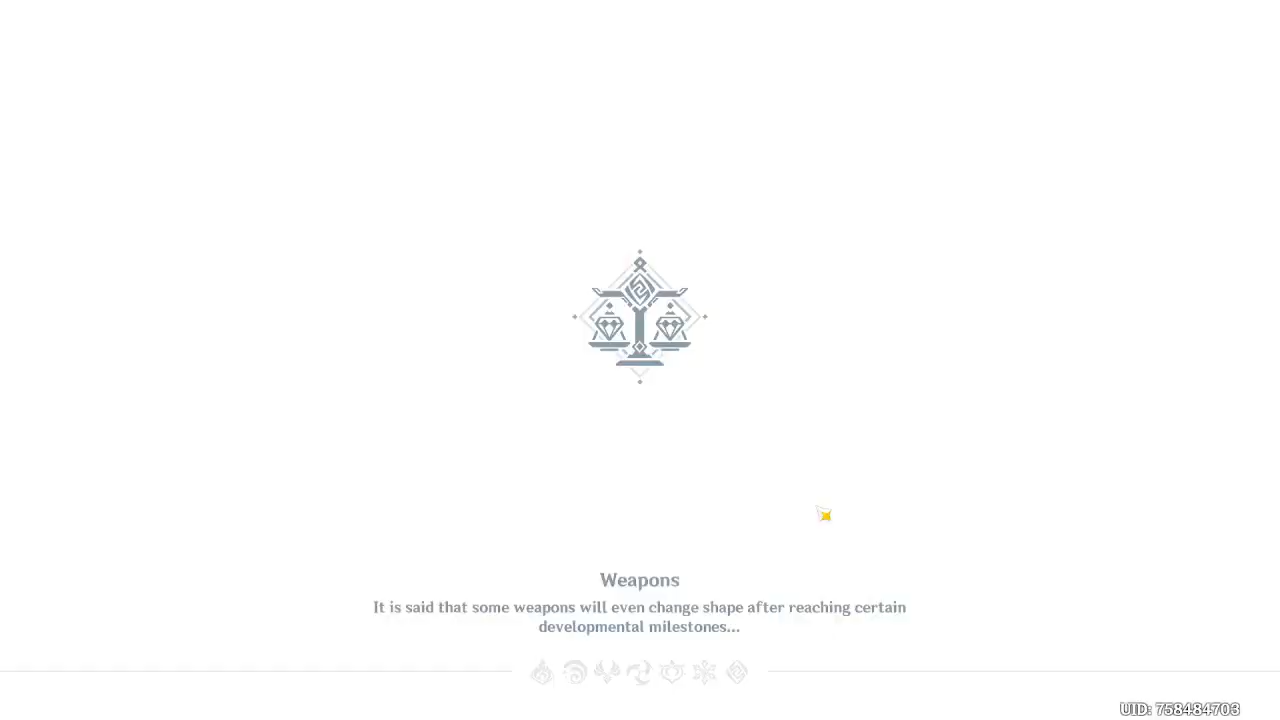 Weapons
It is said that some weapons will even change shape after reaching certain
developmental milestones...
UID: 758484703